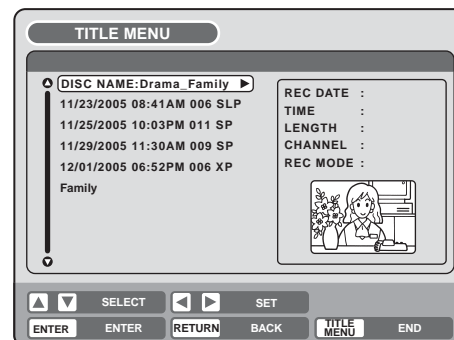 TITLE MENU
DISC NAME:Drama_Family
11/23/2005 08:41AM 006 SLP
11/25/2005 10:03PM 011 SP
11/29/2005 11:30AM 009 SP
12/01/2005 06:52PM 006 XP
Family
REC DATE :
TIME :
LENGTH :
CHANNEL :
REC MODE :
SELECT SET
ENTER ENTER RETURN BACK TITLE MENU END